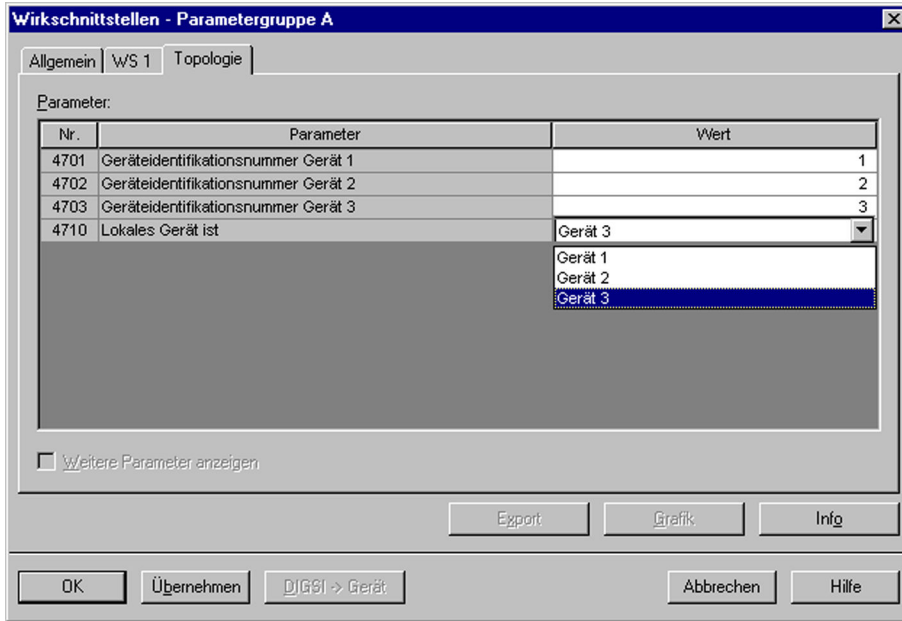 Wirkschnittstellen - Parametergruppe A
Allgemein WS 1 Topologie
Parameter:
Nr. Parameter Wert
4701 Geräteidentifikationsnummer Gerät 1 1
4702 Geräteidentifikationsnummer Gerät 2 2
4703 Geräteidentifikationsnummer Gerät 3 3
4710 Lokales Gerät ist Gerät 3
Gerät 1
Gerät 2
Gerät 3
Weitere Parameter anzeigen
Export Grafik Info
OK Übernehmen DIGSI -> Gerät Abbrechen Hilfe